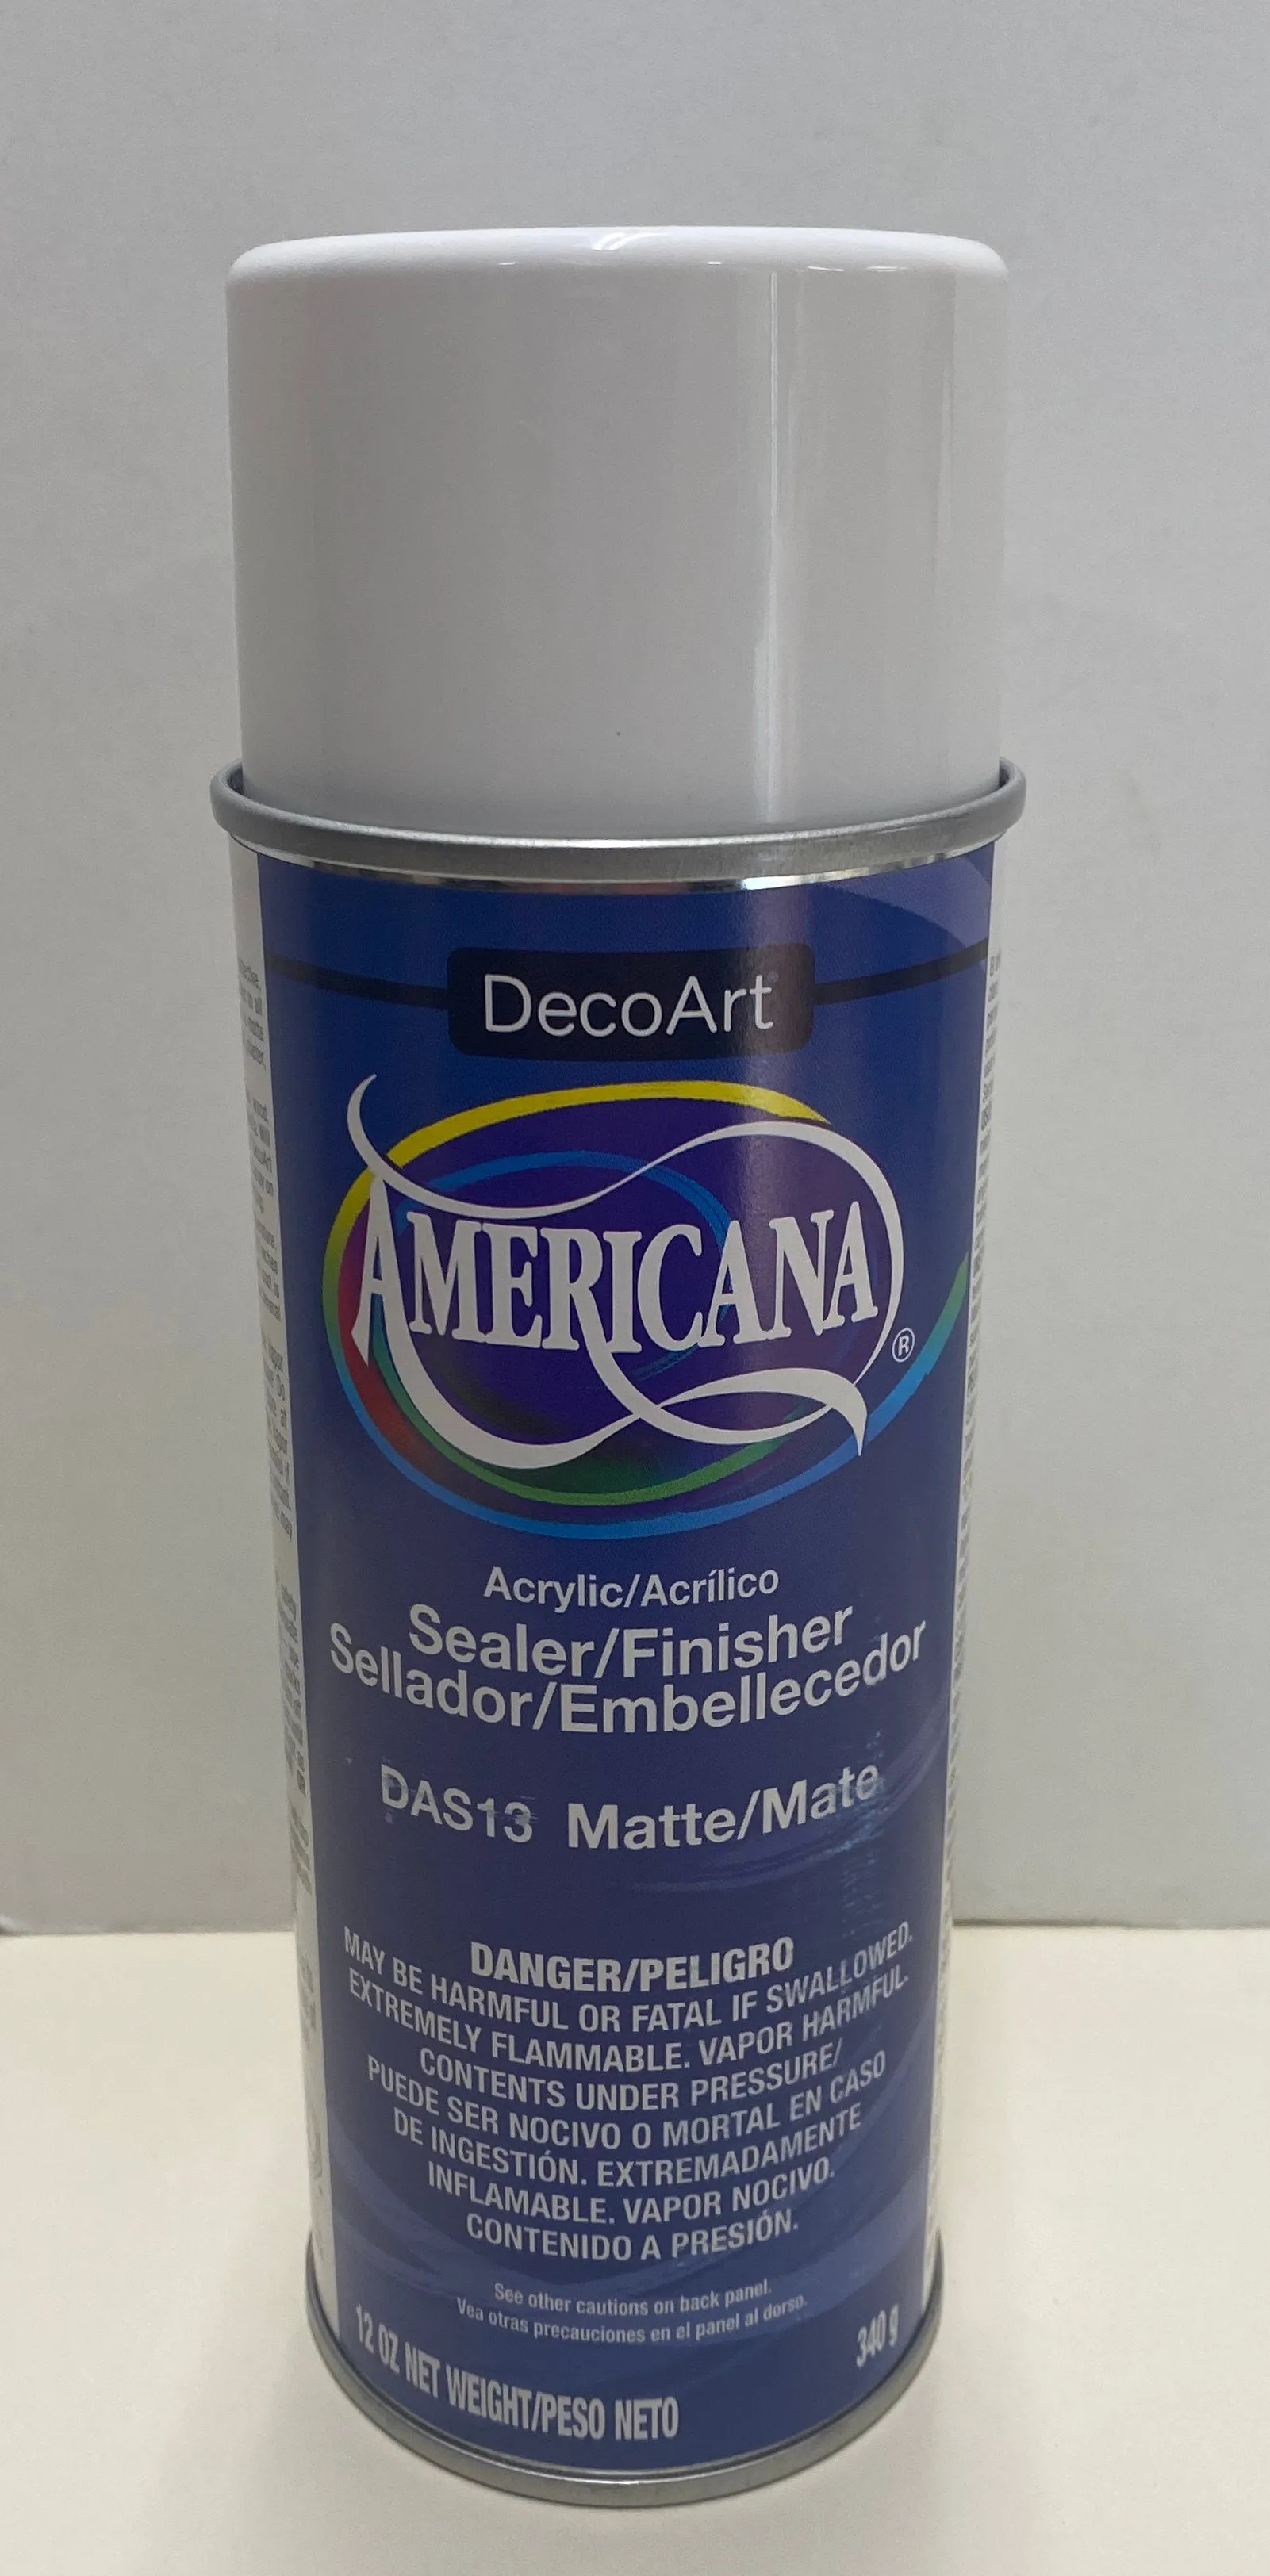 DecoArt
AMERICANA®
Acrylic/Acrílico
Sealer/Finisher
Sellador/Embellecedor
DAS13 Matte/Mate
DANGER/PELIGRO
MAY BE HARMFUL OR FATAL IF SWALLOWED.
EXTREMELY FLAMMABLE. VAPOR HARMFUL.
CONTENTS UNDER PRESSURE/
PUEDE SER NOCIVO O MORTAL EN CASO
DE INGESTIÓN. EXTREMADAMENTE
INFLAMABLE. VAPOR NOCIVO.
CONTENIDO A PRESIÓN.
See other cautions on back panel.
Vea otras precauciones en el panel al dorso.
12 OZ NET WEIGHT/PESO NETO 340 g